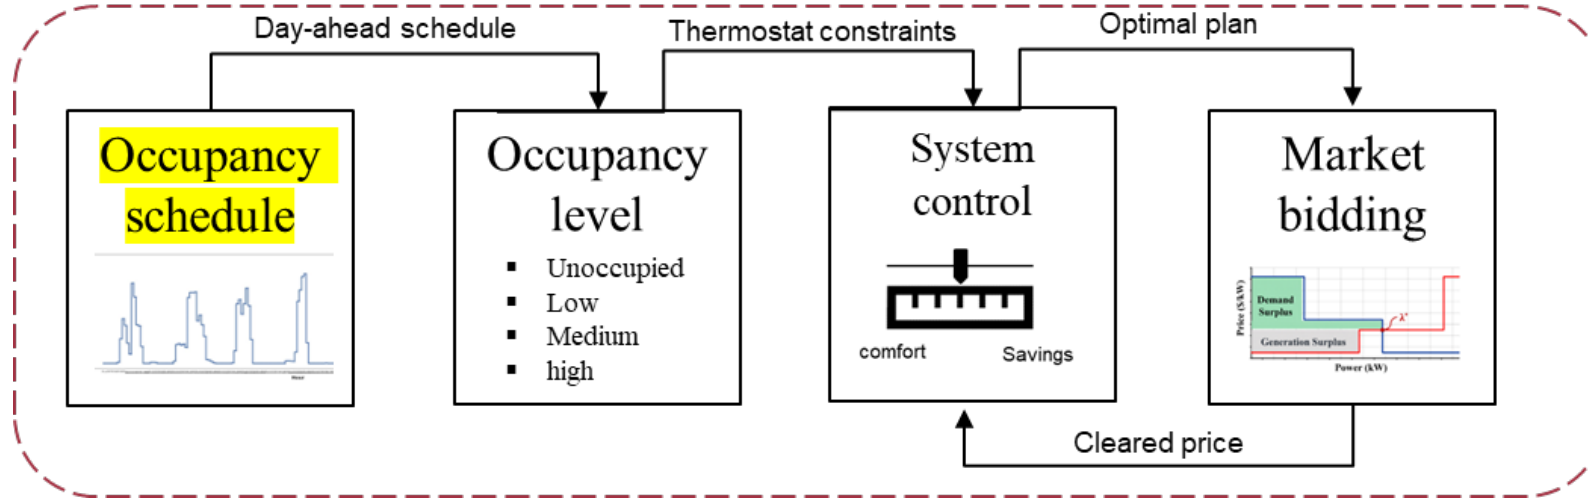 Day-ahead schedule
Thermostat constraints
Optimal plan
Occupancy
schedule
Occupancy
level
▪ Unoccupied
▪ Low
▪ Medium
▪ high
System
control
comfort
Savings
Market
bidding
Price ($/kW)
Demand
Surplus
Generation Surplus
λ*
Power (kW)
Cleared price